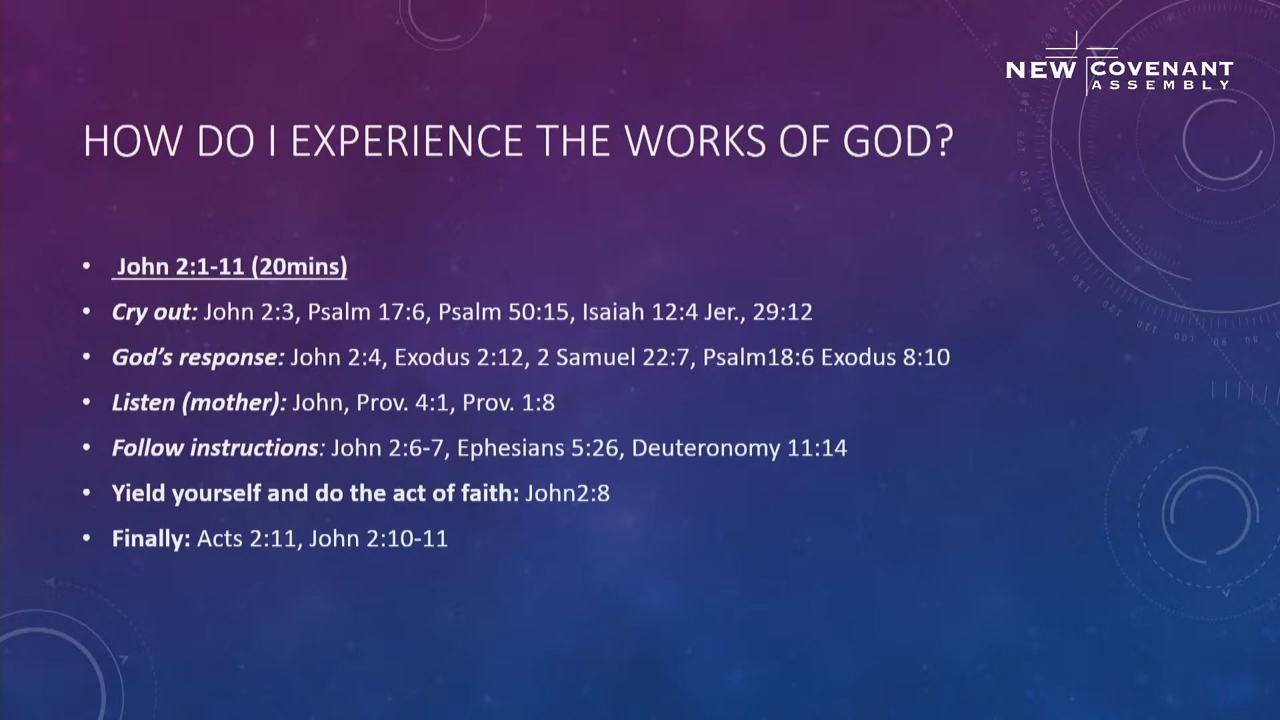 NEW COVENANT
ASSEMBLY
HOW DO I EXPERIENCE THE WORKS OF GOD?
• John 2:1-11 (20mins)
• Cry out: John 2:3, Psalm 17:6, Psalm 50:15, Isaiah 12:4 Jer., 29:12
• God’s response: John 2:4, Exodus 2:12, 2 Samuel 22:7, Psalm18:6 Exodus 8:10
• Listen (mother): John, Prov. 4:1, Prov. 1:8
• Follow instructions: John 2:6-7, Ephesians 5:26, Deuteronomy 11:14
• Yield yourself and do the act of faith: John2:8
• Finally: Acts 2:11, John 2:10-11